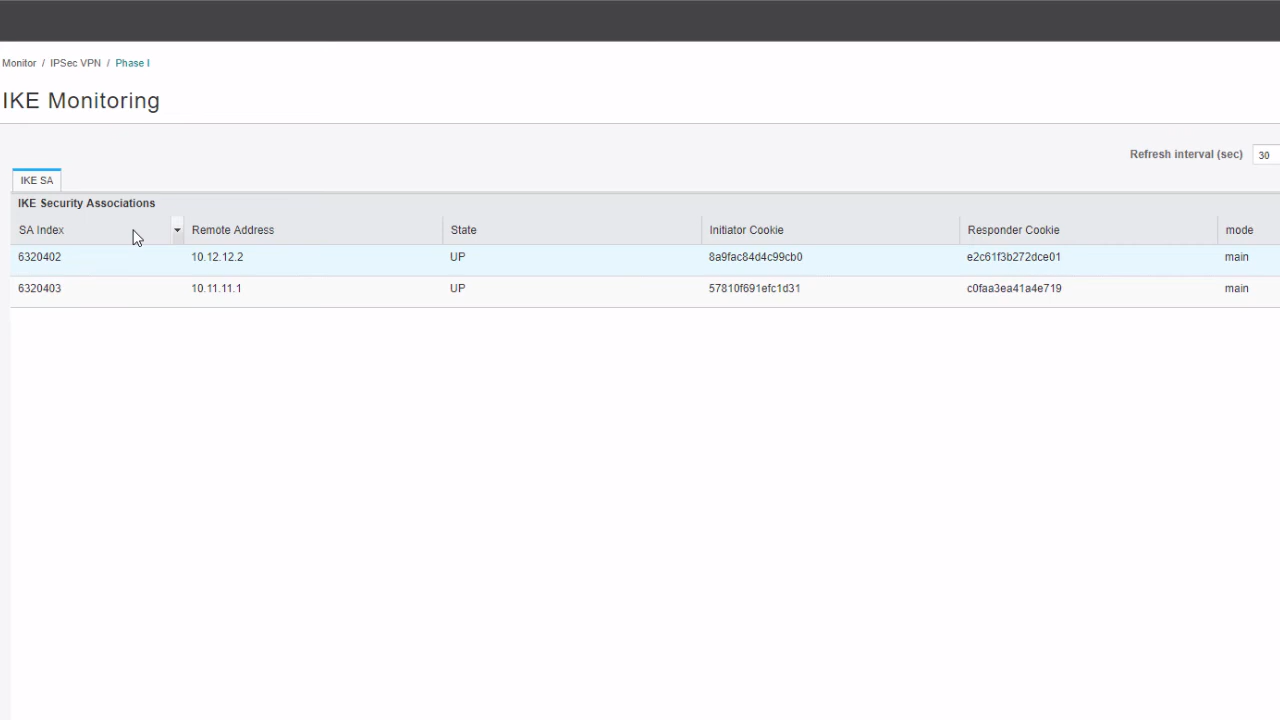 Monitor / IPSec VPN / Phase I
IKE Monitoring
Refresh interval (sec) 30
IKE SA
IKE Security Associations
SA Index Remote Address State Initiator Cookie Responder Cookie mode
6320402 10.12.12.2 UP 8a9fac84d4c99cb0 e2c61f3b272dce01 main
6320403 10.11.11.1 UP 57810f691efc1d31 c0faa3ea41a4e719 main